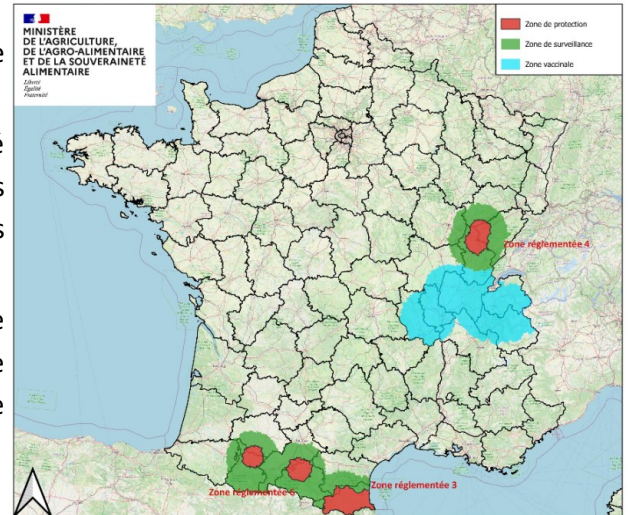 MINISTÈRE
DE L'AGRICULTURE,
DE L'AGRO-ALIMENTAIRE
ET DE LA SOUVERAINETÉ
ALIMENTAIRE
Liberté
Égalité
Fraternité
Zone de protection
Zone de surveillance
Zone vaccinale
Zone réglementée 4
Zone réglementée 3